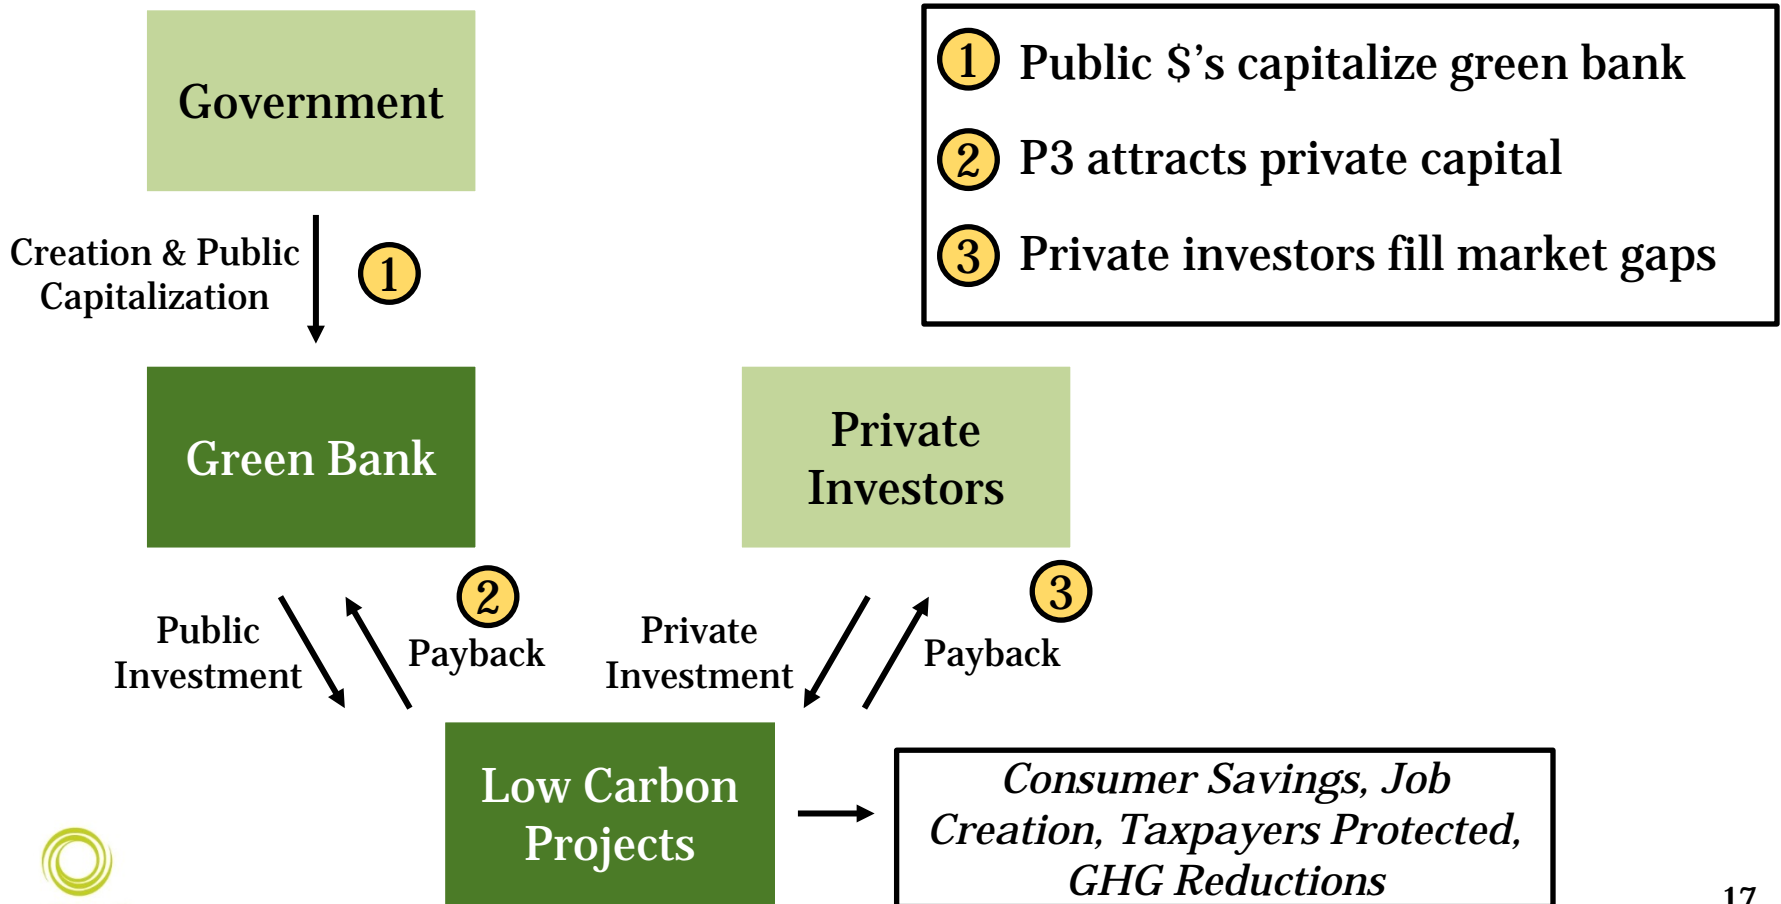 Government
1 Public $'s capitalize green bank
2 P3 attracts private capital
3 Private investors fill market gaps
Creation & Public
Capitalization
1
Green Bank
Private
Investors
2
3
Public
Investment
Payback
Private
Investment
Payback
Low Carbon
Projects
Consumer Savings, Job
Creation, Taxpayers Protected,
GHG Reductions
17